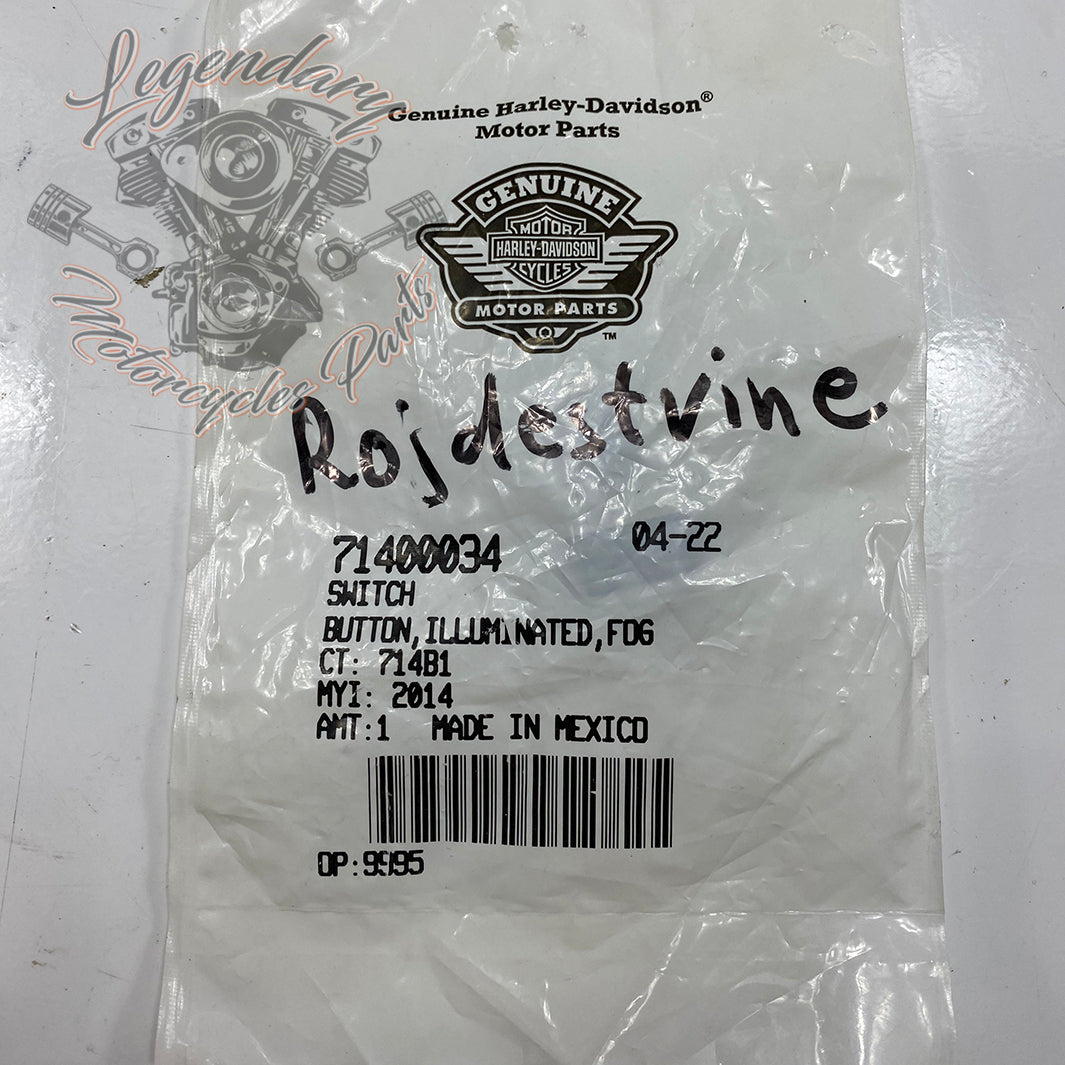 Legendary
Motorcycles Parts
Genuine Harley-Davidson®
Motor Parts
GENUINE
MOTOR
HARLEY-DAVIDSON
CYCLES
MOTOR PARTS
TM
Rojdestvine
71400034 04-22
SWITCH
BUTTON,ILLUMINATED,FOG
CT: 714B1
MYI: 2014
AMT:1 MADE IN MEXICO
OP:9995